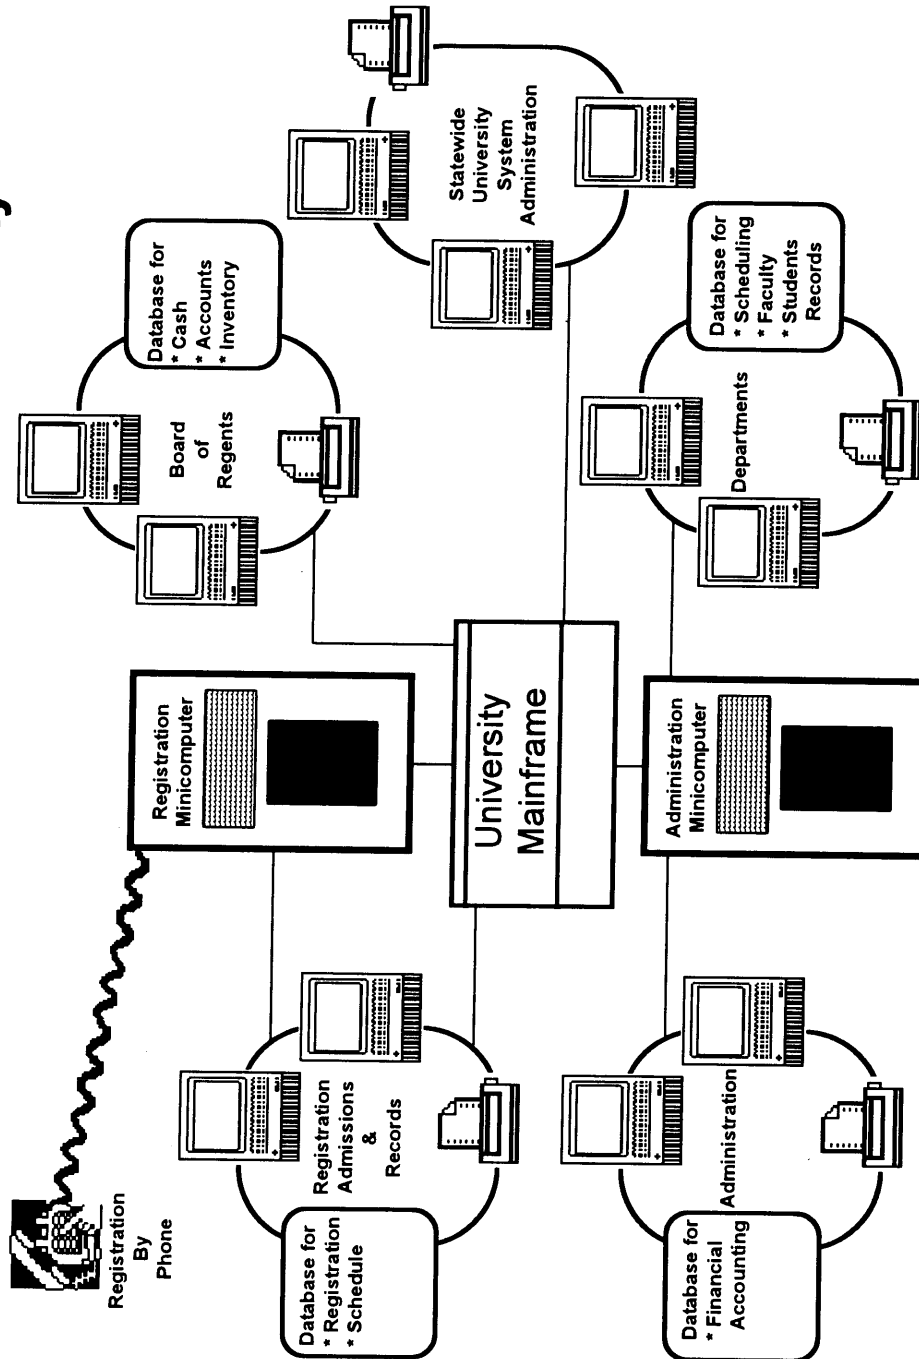 Registration
By
Phone
Registration
Minicomputer
Board
of
Regents
Database for
* Cash
* Accounts
* Inventory
Database for
* Registration
* Schedule
Registration
Admissions
&
Records
University
Mainframe
Statewide
University
System
Administration
Database for
* Financial
Accounting
Administration
Administration
Minicomputer
Departments
Database for
* Scheduling
* Faculty
* Students
Records